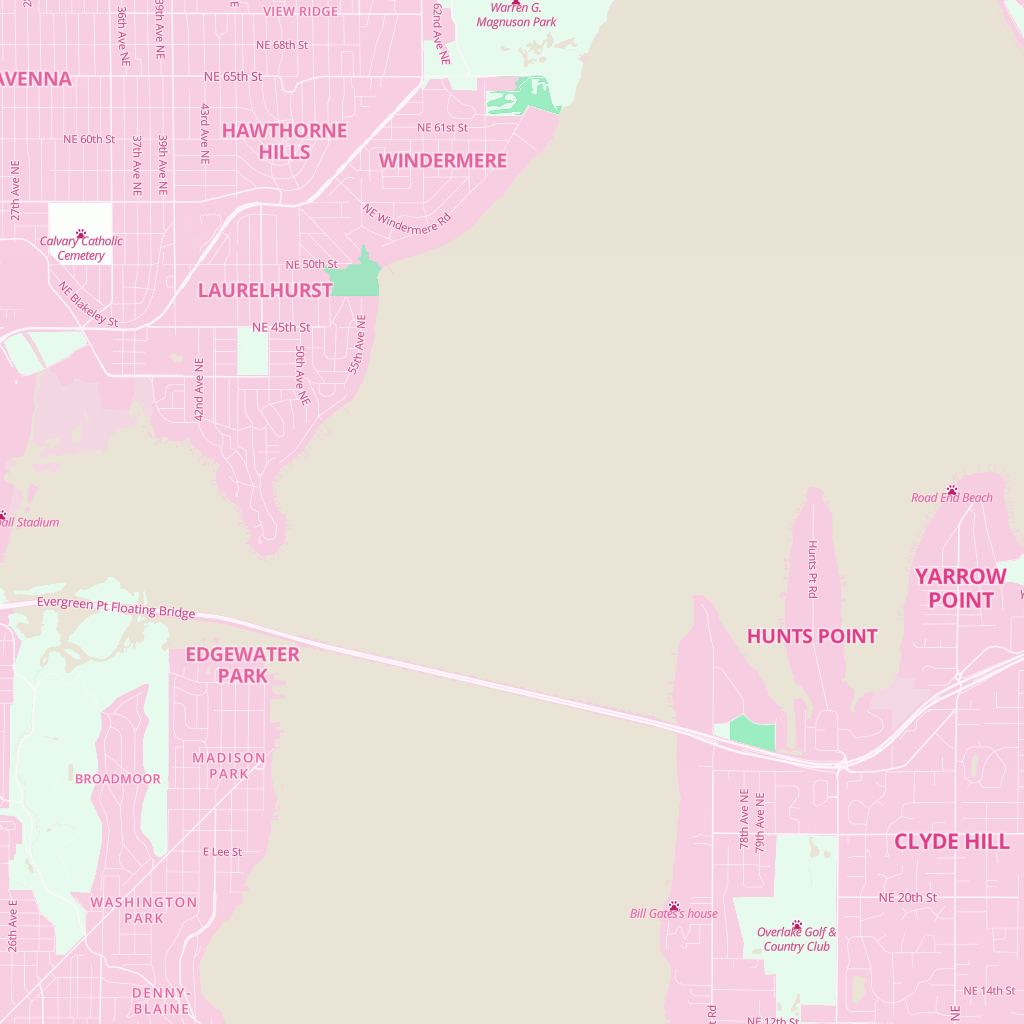 VIEW RIDGE
Warren G.
Magnuson Park
36th Ave NE
39th Ave NE
62nd Ave NE
NE 68th St
NE 65th St
AVENNA
43rd Ave NE
HAWTHORNE
HILLS
NE 61st St
NE 60th St
37th Ave NE
39th Ave NE
WINDERMERE
27th Ave NE
NE Windermere Rd
Calvary Catholic
Cemetery
NE 50th St
LAURELHURST
NE Blakeley St
NE 45th St
55th Ave NE
50th Ave NE
42nd Ave NE
Road End Beach
all Stadium
Hunts Pt Rd
YARROW
POINT
Evergreen Pt Floating Bridge
HUNTS POINT
EDGEWATER
PARK
MADISON
PARK
BROADMOOR
78th Ave NE
79th Ave NE
CLYDE HILL
E Lee St
NE 20th St
WASHINGTON
PARK
26th Ave E
Bill Gates's house
Overlake Golf &
Country Club
DENNY-
BLAINE
NE 14th St
t Rd
NE 12th St
NE